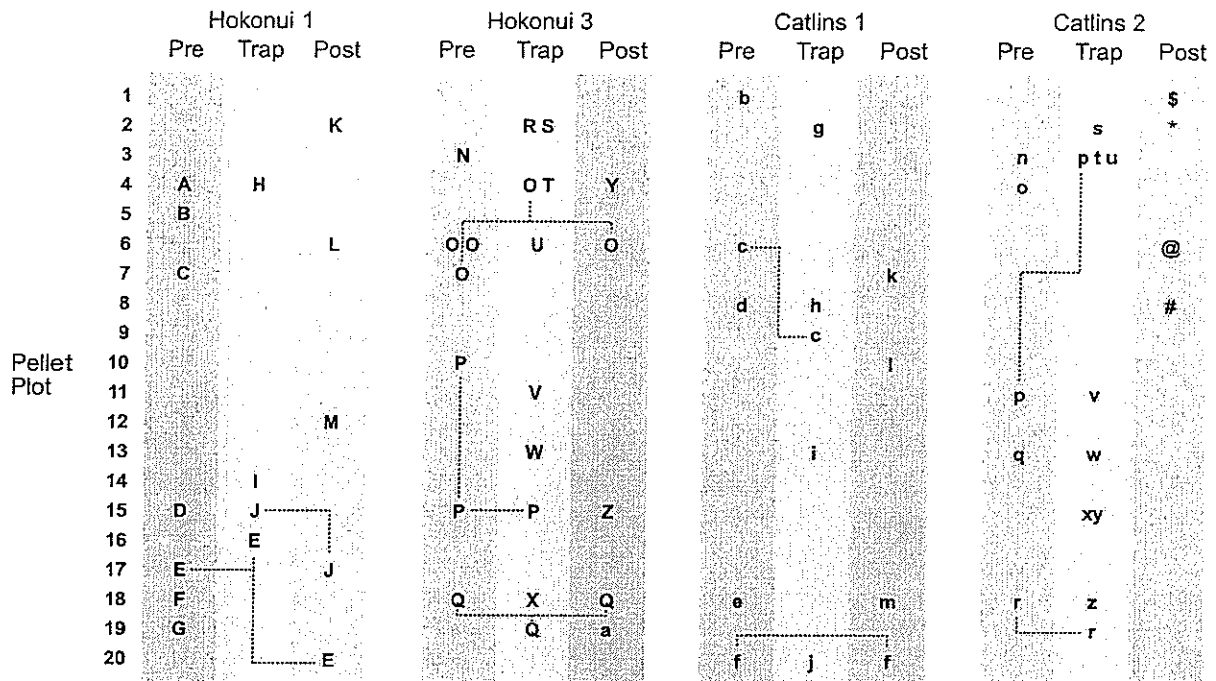 Hokonui 1 Hokonui 3 Catlins 1 Catlins 2
Pre Trap Post Pre Trap Post Pre Trap Post Pre Trap Post
1 b $
2 K R S g s *
3 N n p t u
4 A H O T Y o
5 B
6 L O O U O c @
7 C O k
8 d h #
9 c
Pellet Plot
10 P l
11 V p v
12 M
13 W i q w
14 I
15 D J P P Z xy
16 E
17 E J
18 F Q X Q e m r z
19 G Q a r
20 E f j f